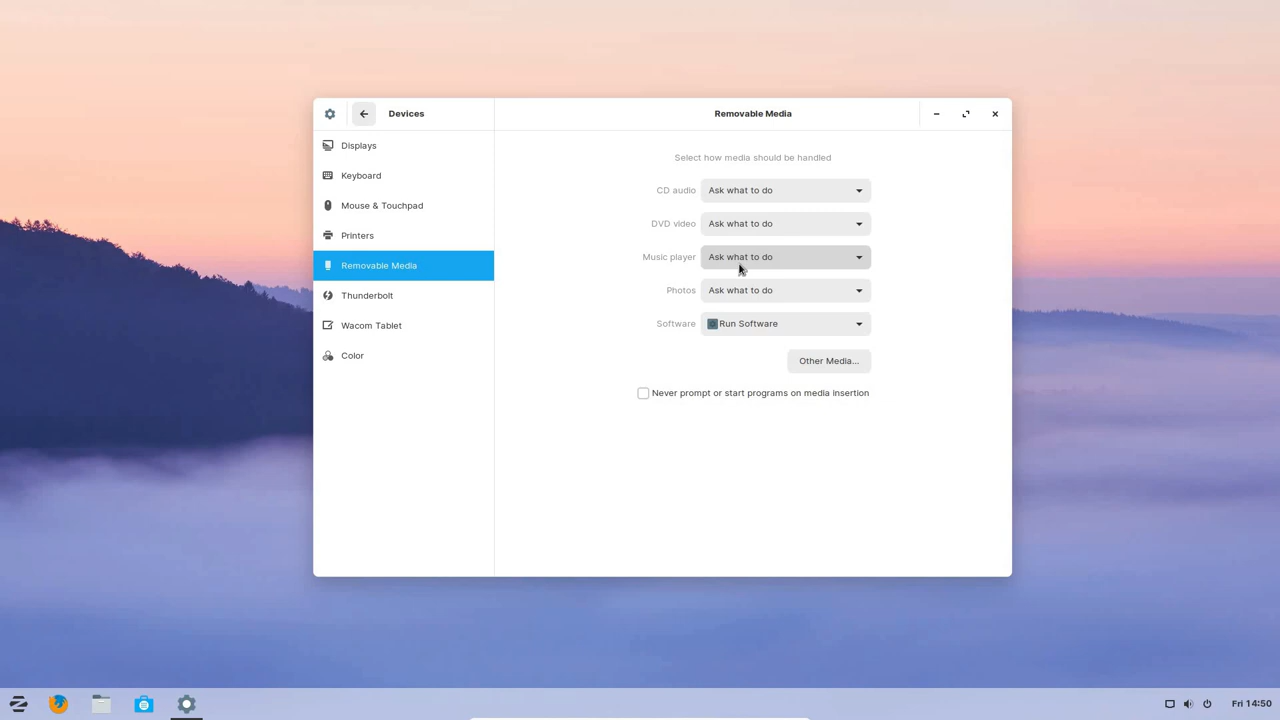 Devices
Removable Media
Displays
Keyboard
Mouse & Touchpad
Printers
Removable Media
Thunderbolt
Wacom Tablet
Color
Select how media should be handled
CD audio Ask what to do
DVD video Ask what to do
Music player Ask what to do
Photos Ask what to do
Software Run Software
Other Media...
Never prompt or start programs on media insertion
Fri 14:50